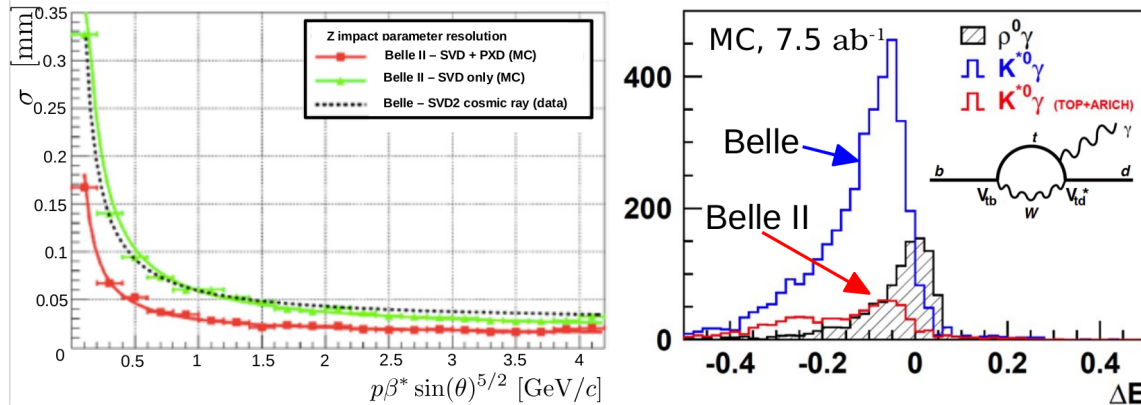 0.35
0.3
0.25
0.2
0.15
0.1
0.05
0
σ [mm]
Z impact parameter resolution
Belle II – SVD + PXD (MC)
Belle II – SVD only (MC)
Belle – SVD2 cosmic ray (data)
0.5 1 1.5 2 2.5 3 3.5 4
pβ* sin(θ)^{5/2} [GeV/c]
MC, 7.5 ab⁻¹
400
200
0
ρ⁰γ
K*⁰γ
K*⁰γ (TOP+ARICH)
Belle
Belle II
t
γ
b
d
V_tb
W
V_td*
-0.4 -0.2 0 0.2 0.4
ΔE